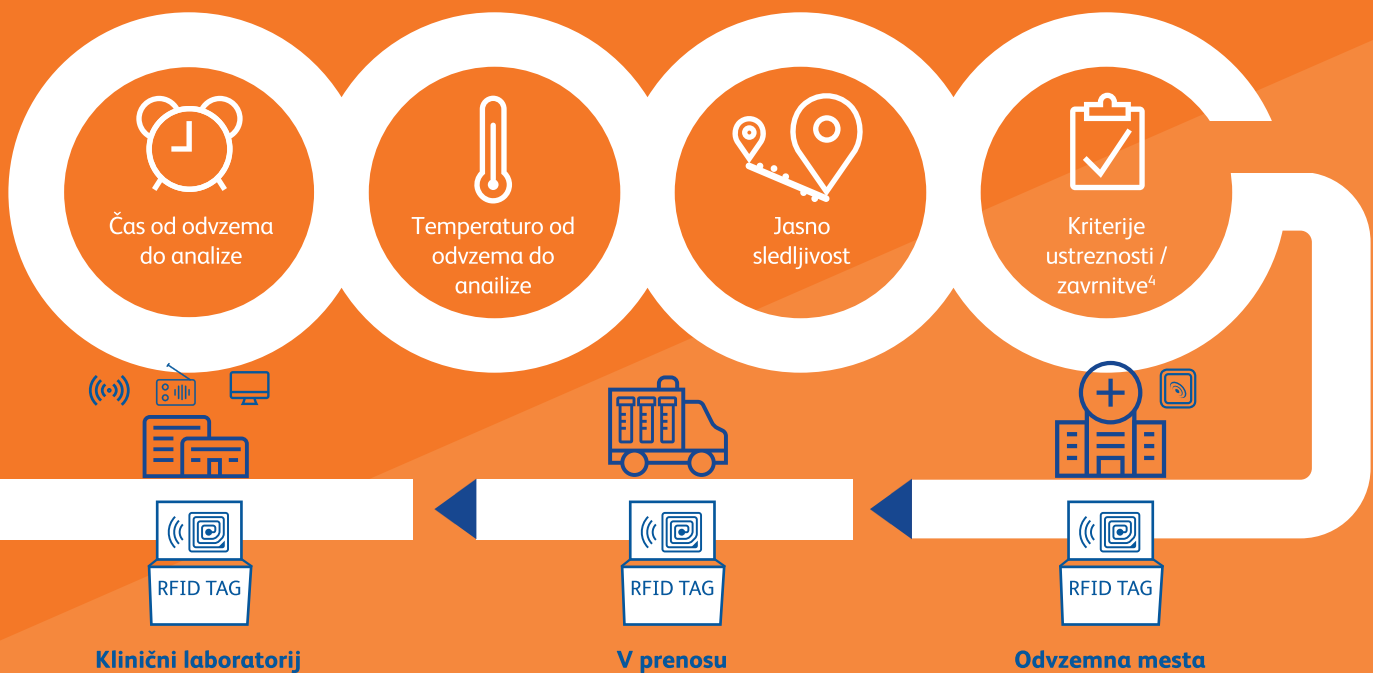 Čas od odvzema
do analize
Temperaturo od
odvzema do
anailize
Jasno
sledljivost
Kriterije
ustreznosti /
zavrnitve⁴
RFID TAG
RFID TAG
RFID TAG
Klinični laboratorij
V prenosu
Odvzemna mesta